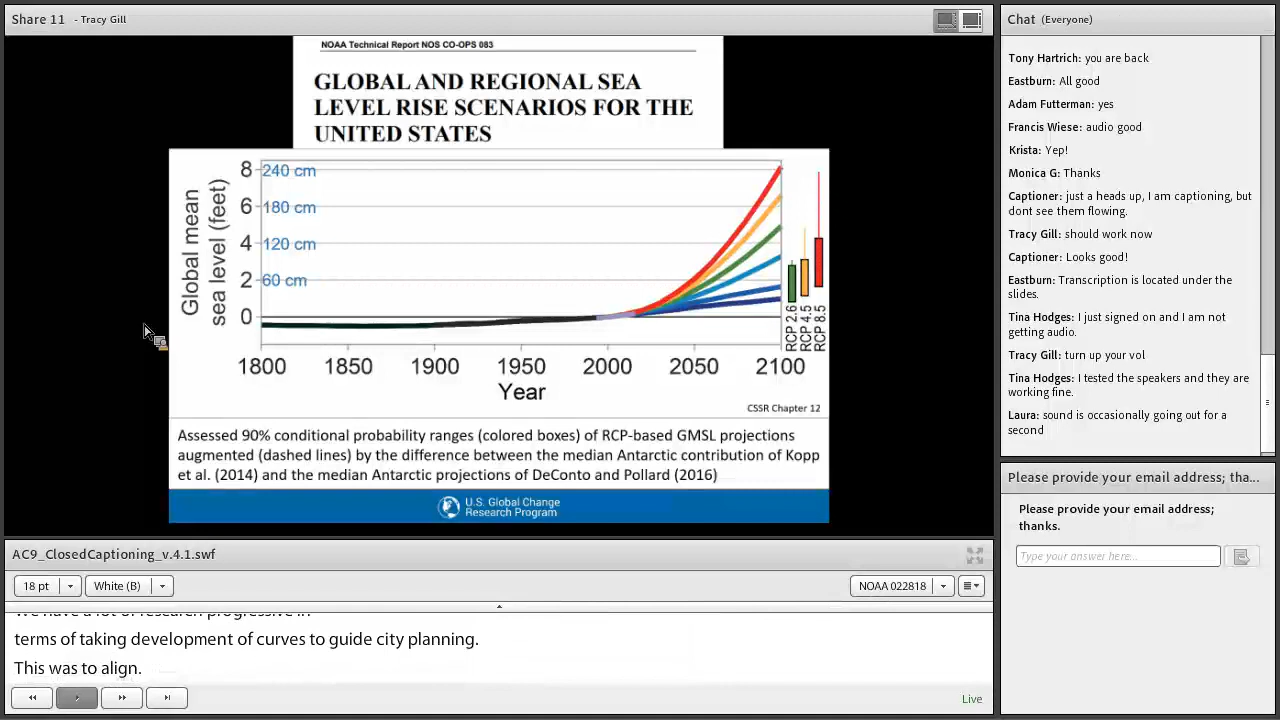 Share 11 - Tracy Gill
NOAA Technical Report NOS CO-OPS 083
GLOBAL AND REGIONAL SEA
LEVEL RISE SCENARIOS FOR THE
UNITED STATES
Global mean
sea level (feet)
8
6
4
2
0
240 cm
180 cm
120 cm
60 cm
RCP 2.6
RCP 4.5
RCP 8.5
1800
1850
1900
1950
2000
2050
2100
Year
CSSR Chapter 12
Assessed 90% conditional probability ranges (colored boxes) of RCP-based GMSL projections
augmented (dashed lines) by the difference between the median Antarctic contribution of Kopp
et al. (2014) and the median Antarctic projections of DeConto and Pollard (2016)
U.S. Global Change
Research Program
AC9_ClosedCaptioning_v.4.1.swf
18 pt
White (B)
NOAA 022818
We have a lot of research progressive in
terms of taking development of curves to guide city planning.
This was to align.
Live
Chat (Everyone)
Tony Hartrich: you are back
Eastburn: All good
Adam Futterman: yes
Francis Wiese: audio good
Krista: Yep!
Monica G: Thanks
Captioner: just a heads up, I am captioning, but
dont see them flowing.
Tracy Gill: should work now
Captioner: Looks good!
Eastburn: Transcription is located under the
slides.
Tina Hodges: I just signed on and I am not
getting audio.
Tracy Gill: turn up your vol
Tina Hodges: I tested the speakers and they are
working fine.
Laura: sound is occasionally going out for a
second
Please provide your email address; tha...
Please provide your email address;
thanks.
Type your answer here...